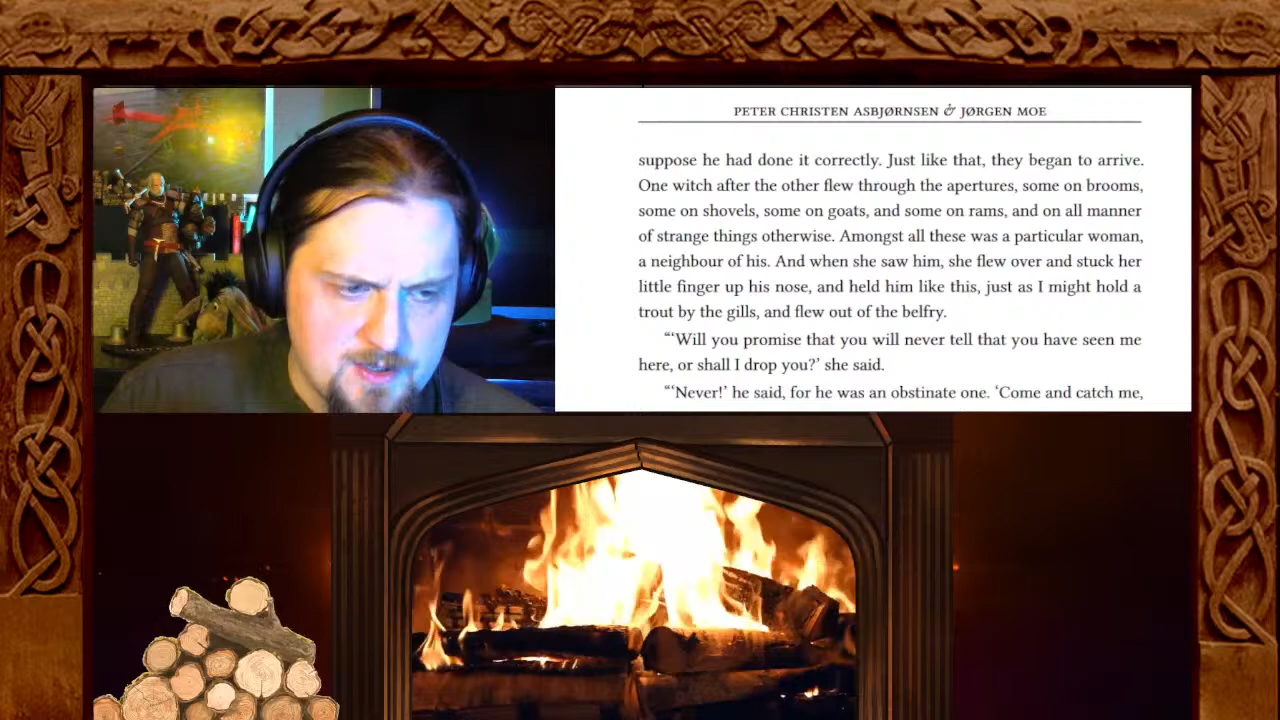 PETER CHRISTEN ASBJØRNSEN & JØRGEN MOE
suppose he had done it correctly. Just like that, they began to arrive.
One witch after the other flew through the apertures, some on brooms,
some on shovels, some on goats, and some on rams, and on all manner
of strange things otherwise. Amongst all these was a particular woman,
a neighbour of his. And when she saw him, she flew over and stuck her
little finger up his nose, and held him like this, just as I might hold a
trout by the gills, and flew out of the belfry.
“‘Will you promise that you will never tell that you have seen me
here, or shall I drop you?’ she said.
“‘Never!’ he said, for he was an obstinate one. ‘Come and catch me,